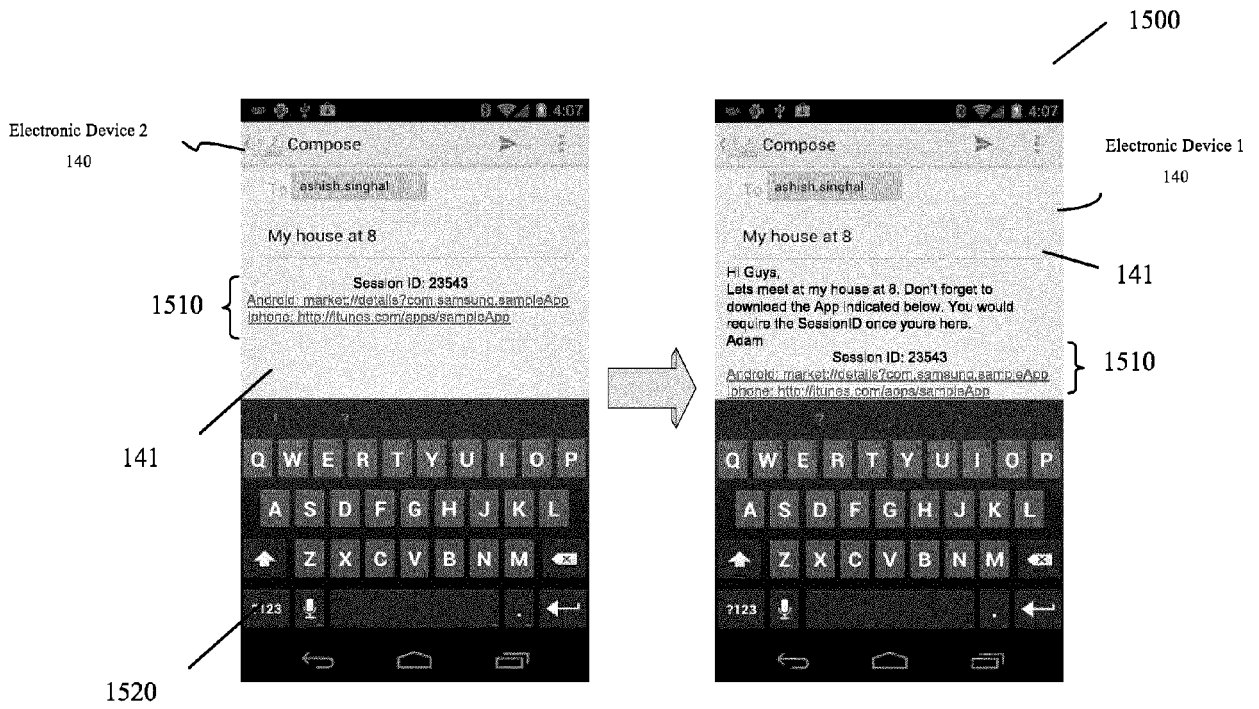 1500
Electronic Device 2
140
4:07
Compose
To
ashish.singhal
My house at 8
1510
Session ID: 23543
Android: market://details?com.samsung.sampleApp
Iphone: http://itunes.com/apps/sampleApp
141
Q W E R T Y U I O P
A S D F G H J K L
Z X C V B N M
?123
.
1520
4:07
Compose
To
ashish.singhal
My house at 8
Electronic Device 1
140
141
Hi Guys,
Lets meet at my house at 8. Don't forget to
download the App indicated below. You would
require the SessionID once youre here.
Adam
Session ID: 23543
Android: market://details?com.samsung.sampleApp
Iphone: http://itunes.com/apps/sampleApp
1510
Q W E R T Y U I O P
A S D F G H J K L
Z X C V B N M
?123
.